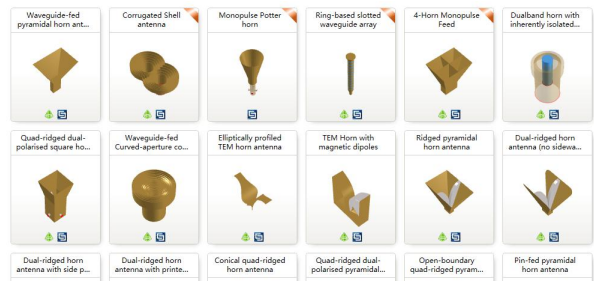 Waveguide-fed
pyramidal horn ant...
Corrugated Shell
antenna
Monopulse Potter
horn
Ring-based slotted
waveguide array
4-Horn Monopulse
Feed
Dualband horn with
inherently isolated...
Quad-ridged dual-
polarised square ho...
Waveguide-fed
Curved-aperture co...
Elliptically profiled
TEM horn antenna
TEM Horn with
magnetic dipoles
Ridged pyramidal
horn antenna
Dual-ridged horn
antenna (no sidewa...
Dual-ridged horn
antenna with side p...
Dual-ridged horn
antenna with printe...
Conical quad-ridged
horn antenna
Quad-ridged dual-
polarised pyramidal...
Open-boundary
quad-ridged pyram...
Pin-fed pyramidal
horn antenna